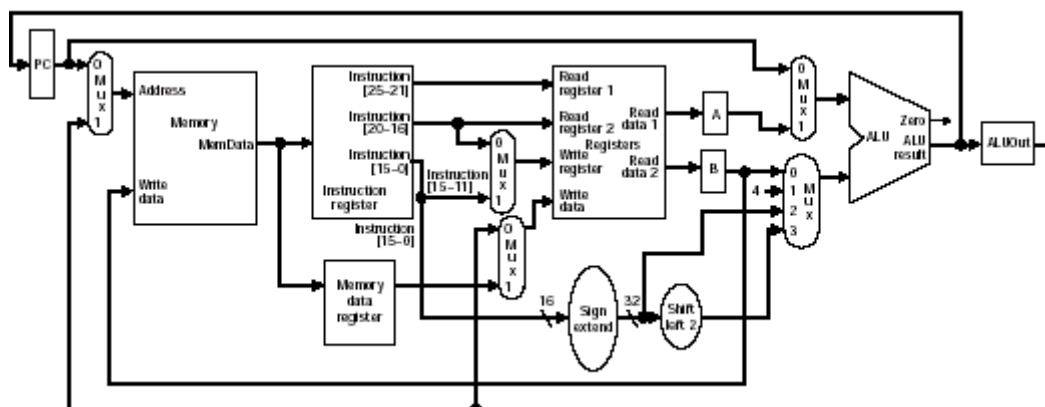 PC
0
M
u
x
1
Address
Memory
MemData
Write
data
Instruction
[25-21]
Instruction
[20-16]
Instruction
[15-0]
Instruction
register
Instruction
[15-11]
Instruction
[15-0]
Memory
data
register
0
M
u
x
1
0
M
u
x
1
Read
register 1
Read
register 2
Registers
Write
register
Write
data
Read
data 1
Read
data 2
A
B
16
Sign
extend
32
Shift
left 2
4
0
M
u
x
1
0
1
2
3
M
u
x
Zero
ALU
ALU
result
ALUOut